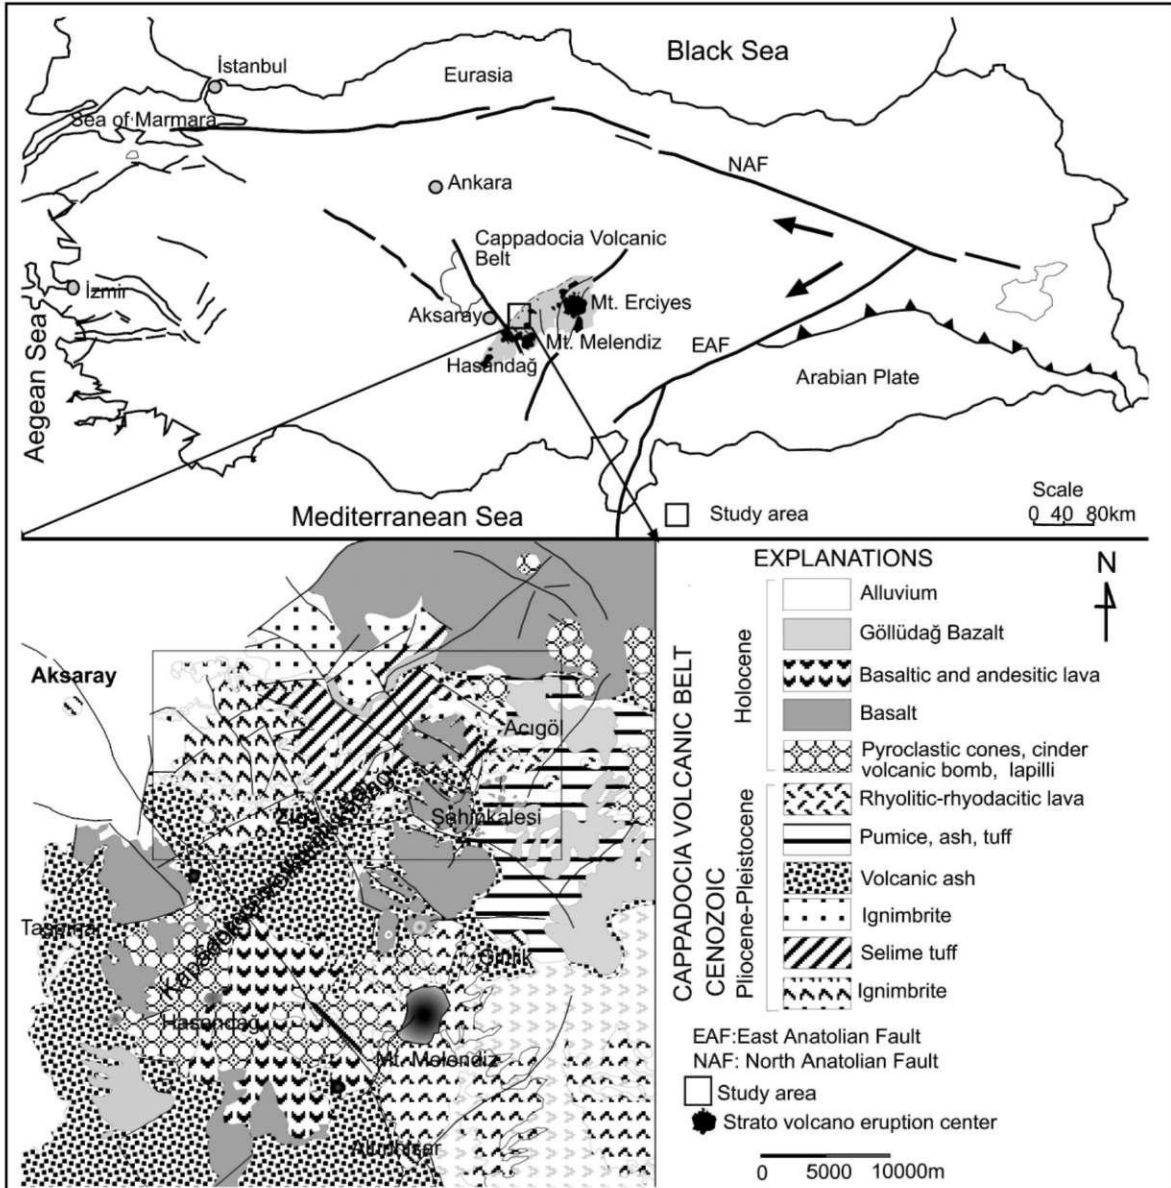 Black Sea
İstanbul
Eurasia
Sea of Marmara
NAF
Ankara
Cappadocia Volcanic
Belt
İzmir
Mt. Erciyes
Aksaray
Mt. Melendiz
EAF
Hasandağ
Arabian Plate
Aegean Sea
Scale
0 40 80km
Mediterranean Sea
Study area
EXPLANATIONS
N
Alluvium
Göllüdağ Bazalt
Basaltic and andesitic lava
Basalt
Pyroclastic cones, cinder
volcanic bomb, lapilli
Rhyolitic-rhyodacitic lava
Pumice, ash, tuff
Volcanic ash
Ignimbrite
Selime tuff
Ignimbrite
Holocene
Pliocene-Pleistocene
CENOZOIC
CAPPADOCIA VOLCANIC BELT
EAF:East Anatolian Fault
NAF: North Anatolian Fault
Study area
Strato volcano eruption center
0 5000 10000m
Aksaray
Acıgöl
Ziga
Şahinkalesi
Hasandağ
Mt. Melendiz